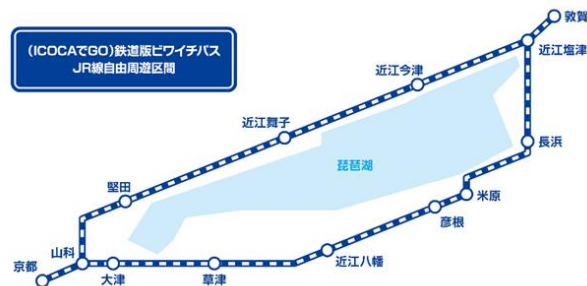 (ICOCAでGO)鉄道版ビワイチパス
JR線自由周遊区間
敦賀
近江塩津
近江今津
近江舞子
長浜
琵琶湖
堅田
米原
彦根
山科
近江八幡
京都
大津
草津